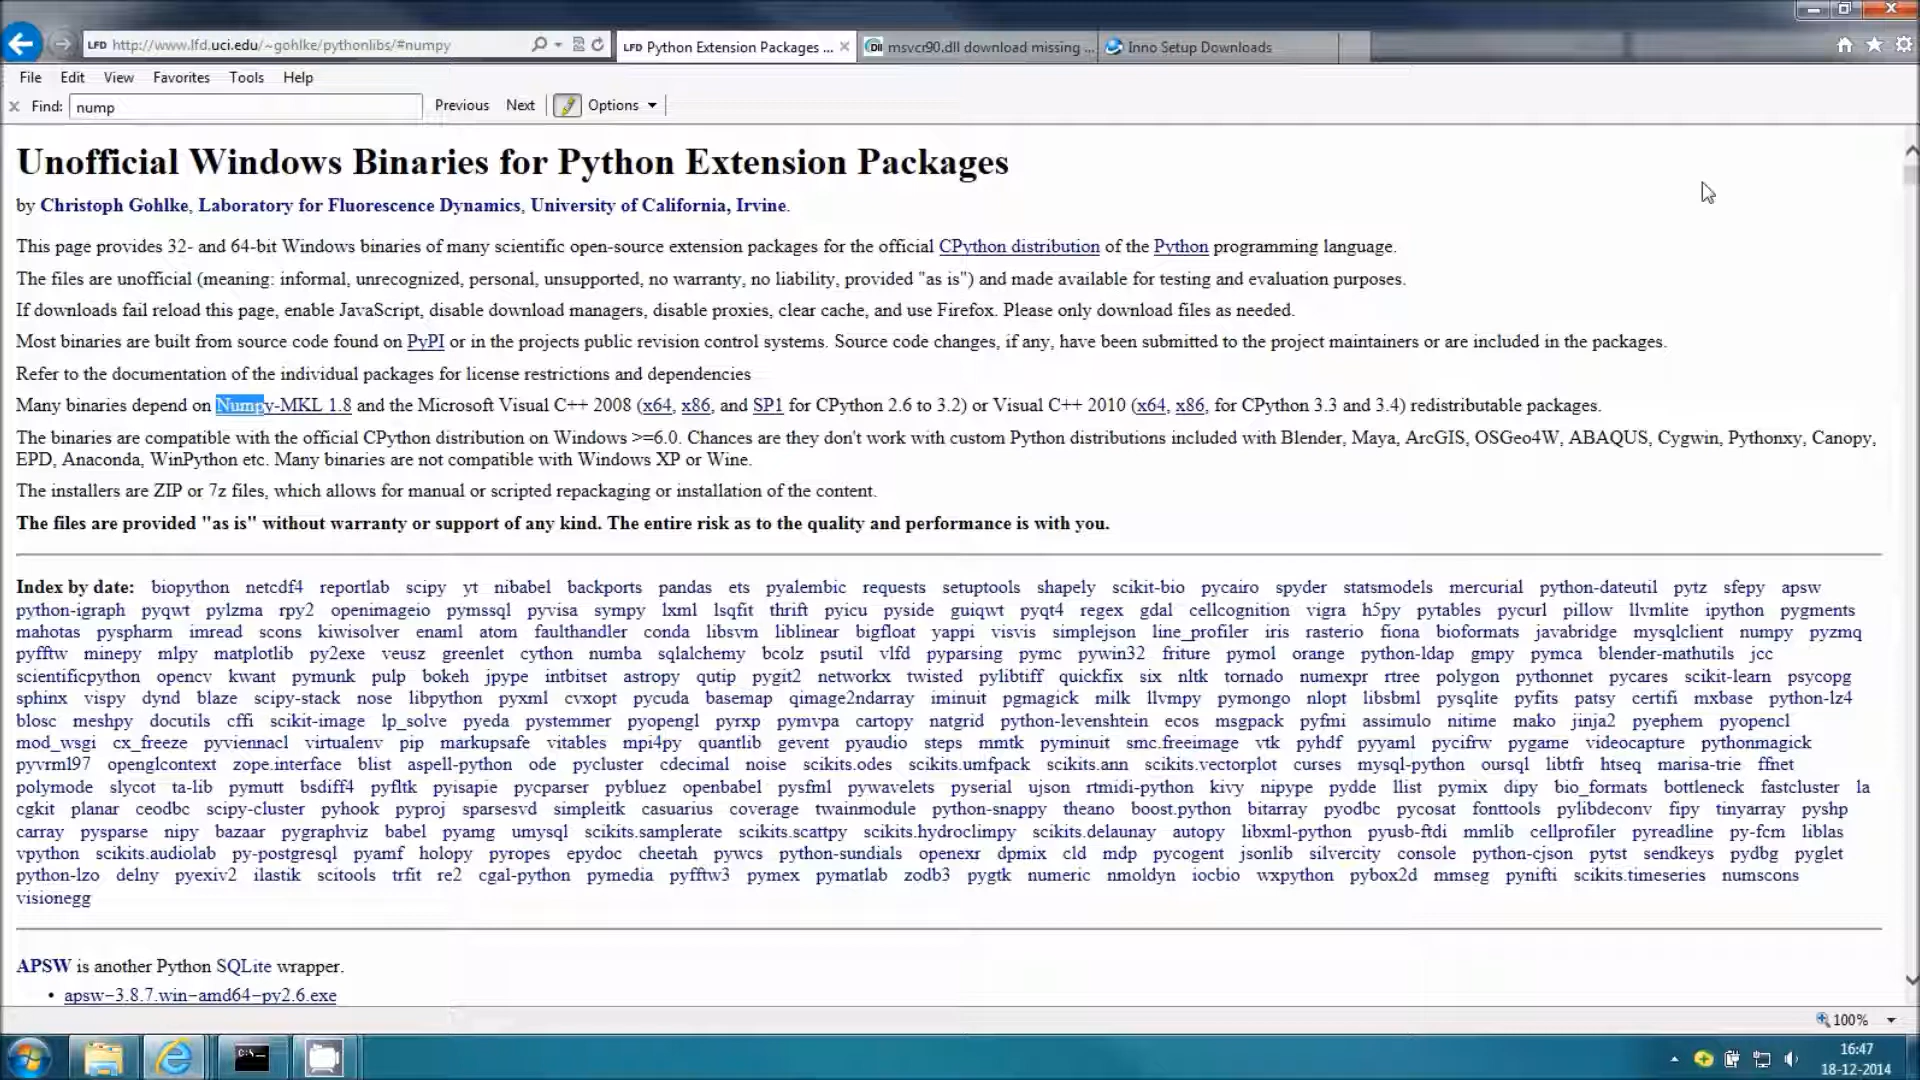 LFD http://www.lfd.uci.edu/~gohlke/pythonlibs/#numpy
LFD Python Extension Packages ...
msvcr90.dll download missing ...
Inno Setup Downloads
File Edit View Favorites Tools Help
Find: nump Previous Next Options
Unofficial Windows Binaries for Python Extension Packages
by Christoph Gohlke, Laboratory for Fluorescence Dynamics, University of California, Irvine.
This page provides 32- and 64-bit Windows binaries of many scientific open-source extension packages for the official CPython distribution of the Python programming language.
The files are unofficial (meaning: informal, unrecognized, personal, unsupported, no warranty, no liability, provided "as is") and made available for testing and evaluation purposes.
If downloads fail reload this page, enable JavaScript, disable download managers, disable proxies, clear cache, and use Firefox. Please only download files as needed.
Most binaries are built from source code found on PyPI or in the projects public revision control systems. Source code changes, if any, have been submitted to the project maintainers or are included in the packages.
Refer to the documentation of the individual packages for license restrictions and dependencies
Many binaries depend on Numpy-MKL 1.8 and the Microsoft Visual C++ 2008 (x64, x86, and SP1 for CPython 2.6 to 3.2) or Visual C++ 2010 (x64, x86, for CPython 3.3 and 3.4) redistributable packages.
The binaries are compatible with the official CPython distribution on Windows >=6.0. Chances are they don't work with custom Python distributions included with Blender, Maya, ArcGIS, OSGeo4W, ABAQUS, Cygwin, Pythonxy, Canopy,
EPD, Anaconda, WinPython etc. Many binaries are not compatible with Windows XP or Wine.
The installers are ZIP or 7z files, which allows for manual or scripted repackaging or installation of the content.
The files are provided "as is" without warranty or support of any kind. The entire risk as to the quality and performance is with you.
Index by date: biopython netcdf4 reportlab scipy yt nibabel backports pandas ets pyalembic requests setuptools shapely scikit-bio pycairo spyder statsmodels mercurial python-dateutil pytz sfepy apsw
python-igraph pyqwt pylzma rpy2 openimageio pymssql pyvisa sympy lxml lsqfit thrift pyicu pyside guiqwt pyqt4 regex gdal cellcognition vigra h5py pytables pycurl pillow llvmlite ipython pygments
mahotas pyspharm imread scons kiwisolver enaml atom faulthandler conda libsvm liblinear bigfloat yappi visvis simplejson line_profiler iris rasterio fiona bioformats javabridge mysqlclient numpy pyzmq
pyfftw minepy mlpy matplotlib py2exe veusz greenlet cython numba sqlalchemy bcolz psutil vlfd pyparsing pymc pywin32 friture pymol orange python-ldap gmpy pymca blender-mathutils jcc
scientificpython opencv kwant pymunk pulp bokeh jpype intbitset astropy qutip pygit2 networkx twisted pylibtiff quickfix six nltk tornado numexpr rtree polygon pythonnet pycares scikit-learn psycopg
sphinx vispy dynd blaze scipy-stack nose libpython pyxml cvxopt pycuda basemap qimage2ndarray iminuit pgmagick milk llvmpy pymongo nlopt libsbml pysqlite pyfits patsy certifi mxbase python-lz4
blosc meshpy docutils cffi scikit-image lp_solve pyeda pystemmer pyopengl pyrxp pymvpa cartopy natgrid python-levenshtein ecos msgpack pyfmi assimulo nitime mako jinja2 pyephem pyopencl
mod_wsgi cx_freeze pyviennacl virtualenv pip markupsafe vitables mpi4py quantlib gevent pyaudio steps mmtk pyminuit smc.freeimage vtk pyhdf pyyaml pycifrw pygame videocapture pythonmagick
pyvrml97 openglcontext zope.interface blist aspell-python ode pycluster cdecimal noise scikits.odes scikits.umfpack scikits.ann scikits.vectorplot curses mysql-python oursql libtfr htseq marisa-trie ffnet
polymode slycot ta-lib pymutt bsdiff4 pyfltk pyisapie pycparser pybluez openbabel pysfml pywavelets pyserial ujson rtmidi-python kivy nipype pydde llist pymix dipy bio_formats bottleneck fastcluster la
cgkit planar ceodbc scipy-cluster pyhook pyproj sparsesvd simpleitk casuarius coverage twainmodule python-snappy theano boost.python bitarray pyodbc pycosat fonttools pylibdeconv fipy tinyarray pyshp
carray pysparse nipy bazaar pygraphviz babel pyamg umysql scikits.samplerate scikits.scattpy scikits.hydroclimpy scikits.delaunay autopy libxml-python pyusb-ftdi mmlib cellprofiler pyreadline py-fcm liblas
vpython scikits.audiolab py-postgresql pyamf holopy pyropes epydoc cheetah pywcs python-sundials openexr dpmix cld mdp pycogent jsonlib silvercity console python-cjson pytst sendkeys pydbg pyglet
python-lzo delny pyexiv2 ilastik scitools trfit re2 cgal-python pymedia pyfftw3 pymex pymatlab zodb3 pygtk numeric nmoldyn iocbio wxpython pybox2d mmseg pynifti scikits.timeseries numscons
visionegg
APSW is another Python SQLite wrapper.
• apsw-3.8.7.win-amd64-py2.6.exe
100%
16:47
18-12-2014